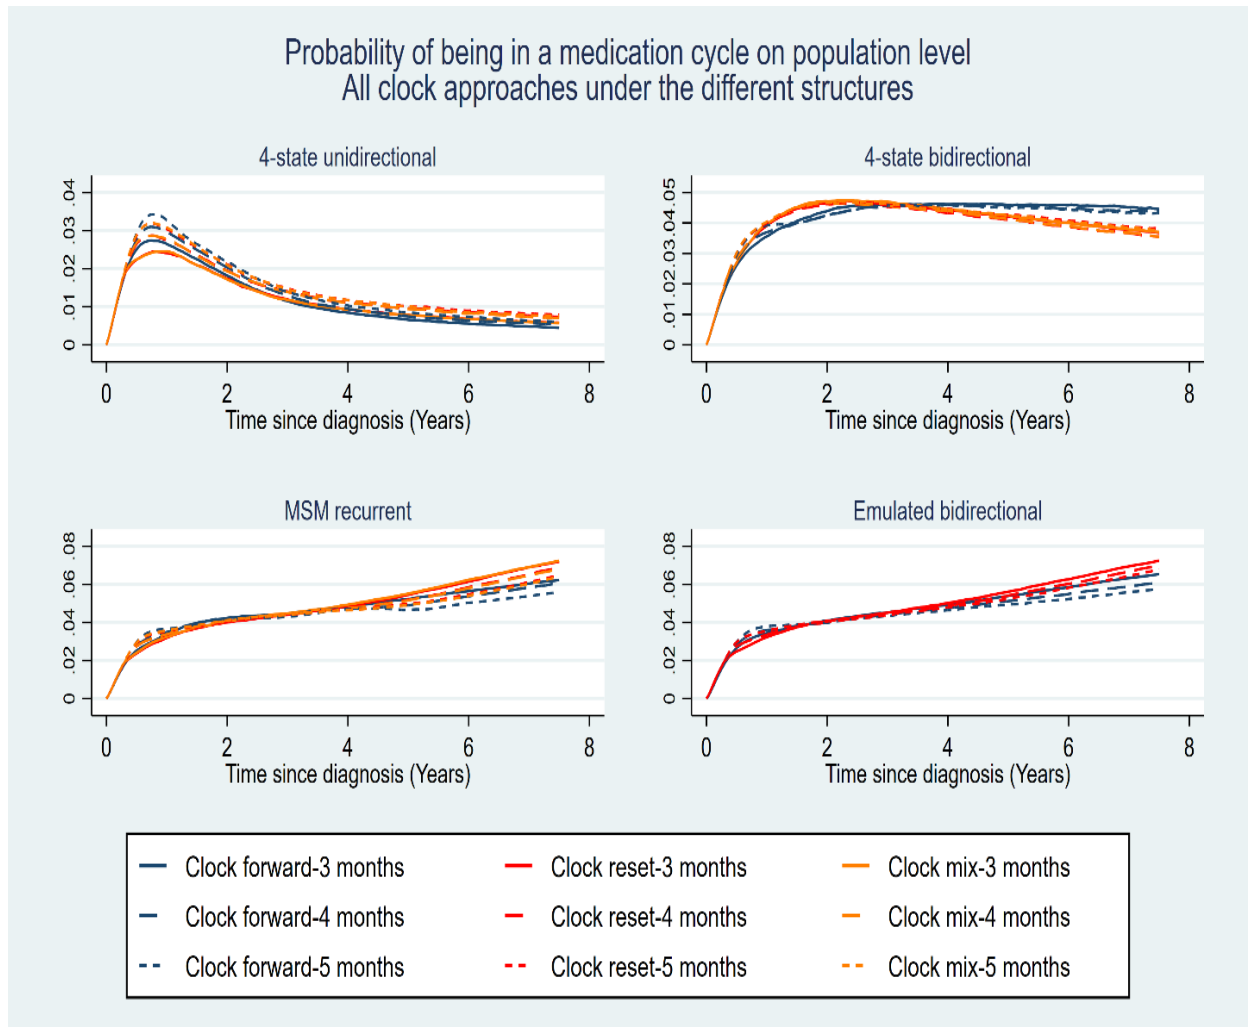 Probability of being in a medication cycle on population level
All clock approaches under the different structures
4-state unidirectional
.04
.03
.02
.01
0
0 2 4 6 8
Time since diagnosis (Years)
4-state bidirectional
.05
.04
.03
.02
.01
0
0 2 4 6 8
Time since diagnosis (Years)
MSM recurrent
.08
.06
.04
.02
0
0 2 4 6 8
Time since diagnosis (Years)
Emulated bidirectional
.08
.06
.04
.02
0
0 2 4 6 8
Time since diagnosis (Years)
Clock forward-3 months Clock reset-3 months Clock mix-3 months
Clock forward-4 months Clock reset-4 months Clock mix-4 months
Clock forward-5 months Clock reset-5 months Clock mix-5 months